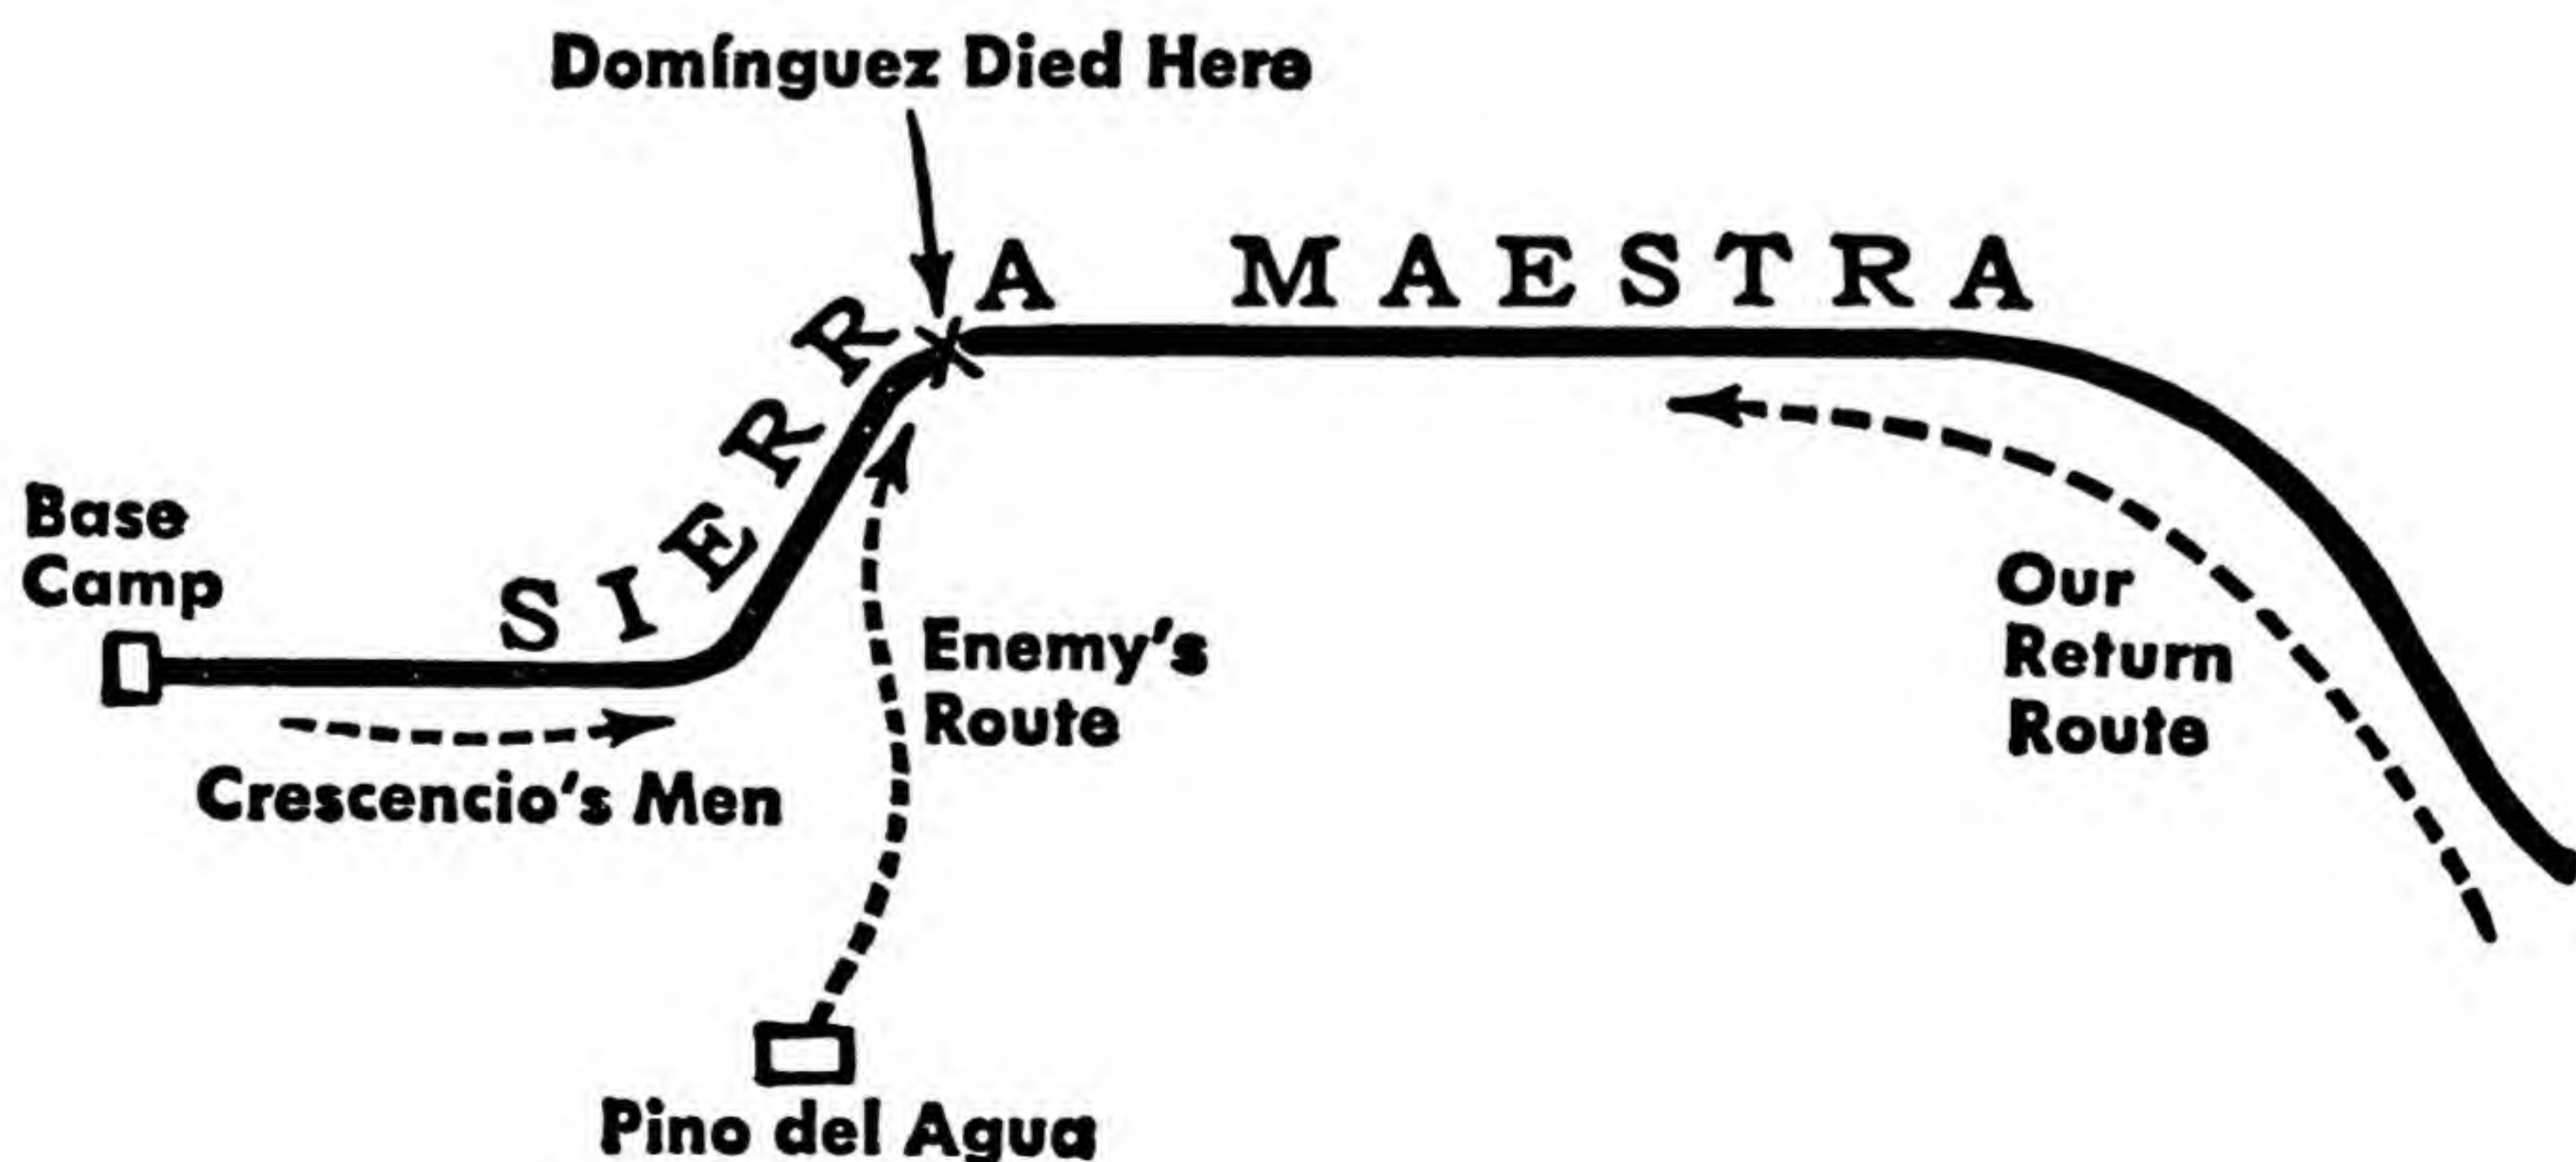 Domínguez Died Here
SIERRA MAESTRA
Base
Camp
Enemy's
Route
Our
Return
Route
Crescencio's Men
Pino del Agua